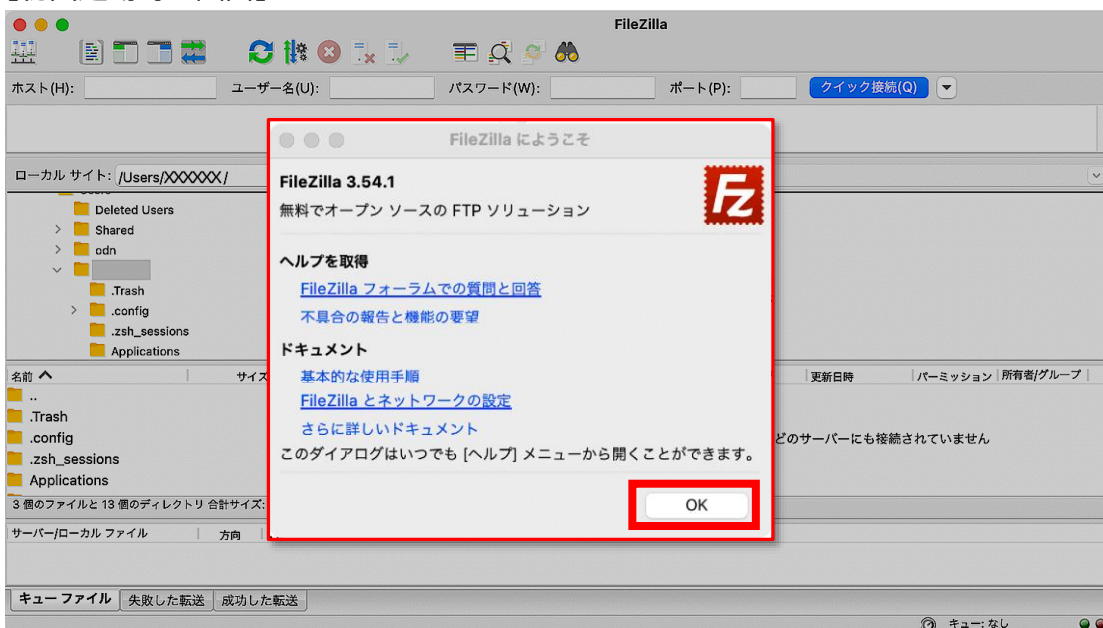 FileZilla
ホスト(H):
ユーザー名(U):
パスワード(W):
ポート(P):
クイック接続(Q)
FileZilla にようこそ
FileZilla 3.54.1
無料でオープン ソースの FTP ソリューション
Fz
ヘルプを取得
FileZilla フォーラムでの質問と回答
不具合の報告と機能の要望
ドキュメント
基本的な使用手順
FileZilla とネットワークの設定
さらに詳しいドキュメント
このダイアログはいつでも [ヘルプ] メニューから開くことができます。
OK
ローカル サイト: /Users/XXXXXX/
Deleted Users
Shared
odn
.Trash
.config
.zsh_sessions
Applications
名前 サイズ
更新日時 パーミッション 所有者/グループ
..
.Trash
.config
.zsh_sessions
Applications
どのサーバーにも接続されていません
3 個のファイルと 13 個のディレクトリ 合計サイズ:
サーバー/ローカル ファイル 方向
キュー ファイル 失敗した転送 成功した転送
キュー: なし